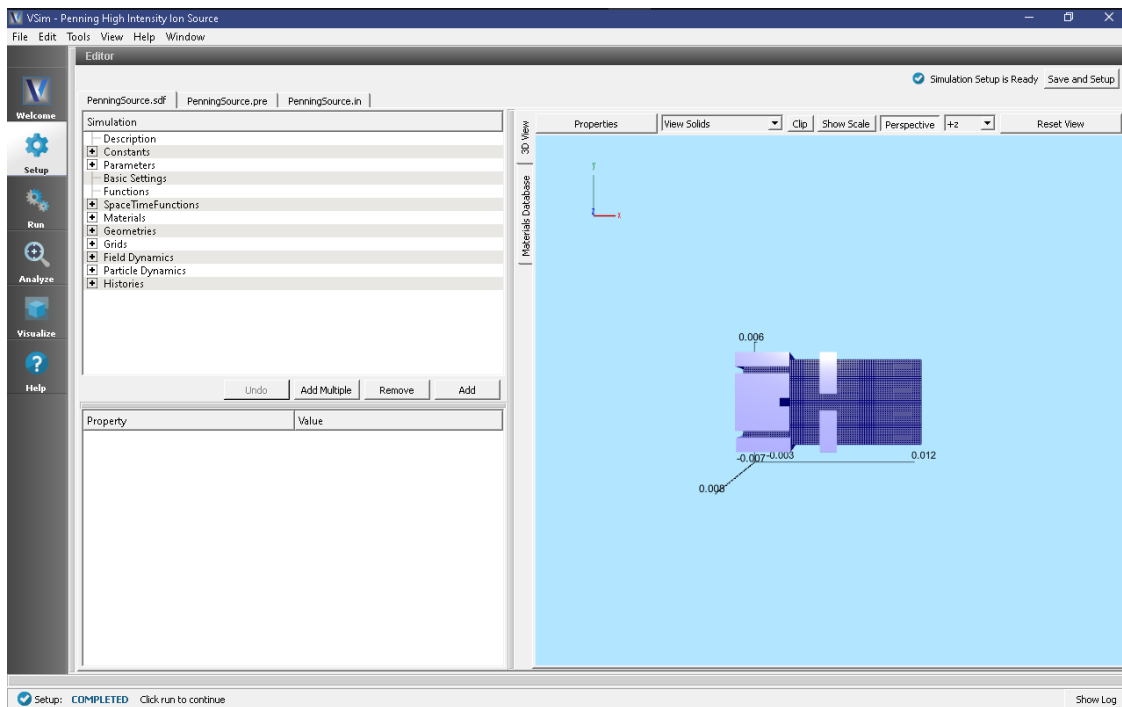 VSim - Penning High Intensity Ion Source
File Edit Tools View Help Window
Editor
Simulation Setup is Ready Save and Setup
PenningSource.sdf PenningSource.pre PenningSource.in
Welcome
Setup
Run
Analyze
Visualize
Help
Simulation
Description
Constants
Parameters
Basic Settings
Functions
SpaceTimeFunctions
Materials
Geometries
Grids
Field Dynamics
Particle Dynamics
Histories
Undo Add Multiple Remove Add
Property Value
3D View
Materials Database
Properties View Solids Clip Show Scale Perspective +z Reset View
Y
z x
0.006
-0.007 -0.003 0.012
0.008
Setup: COMPLETED Click run to continue Show Log